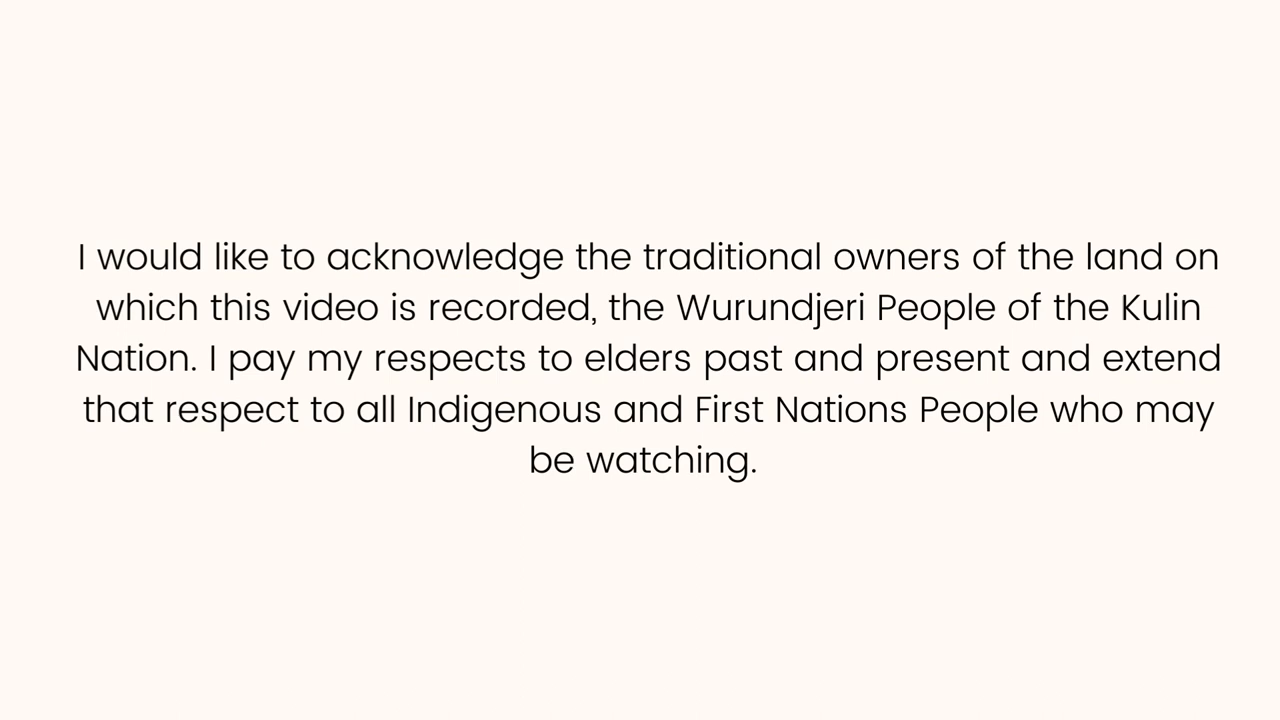 I would like to acknowledge the traditional owners of the land on
which this video is recorded, the Wurundjeri People of the Kulin
Nation. I pay my respects to elders past and present and extend
that respect to all Indigenous and First Nations People who may
be watching.